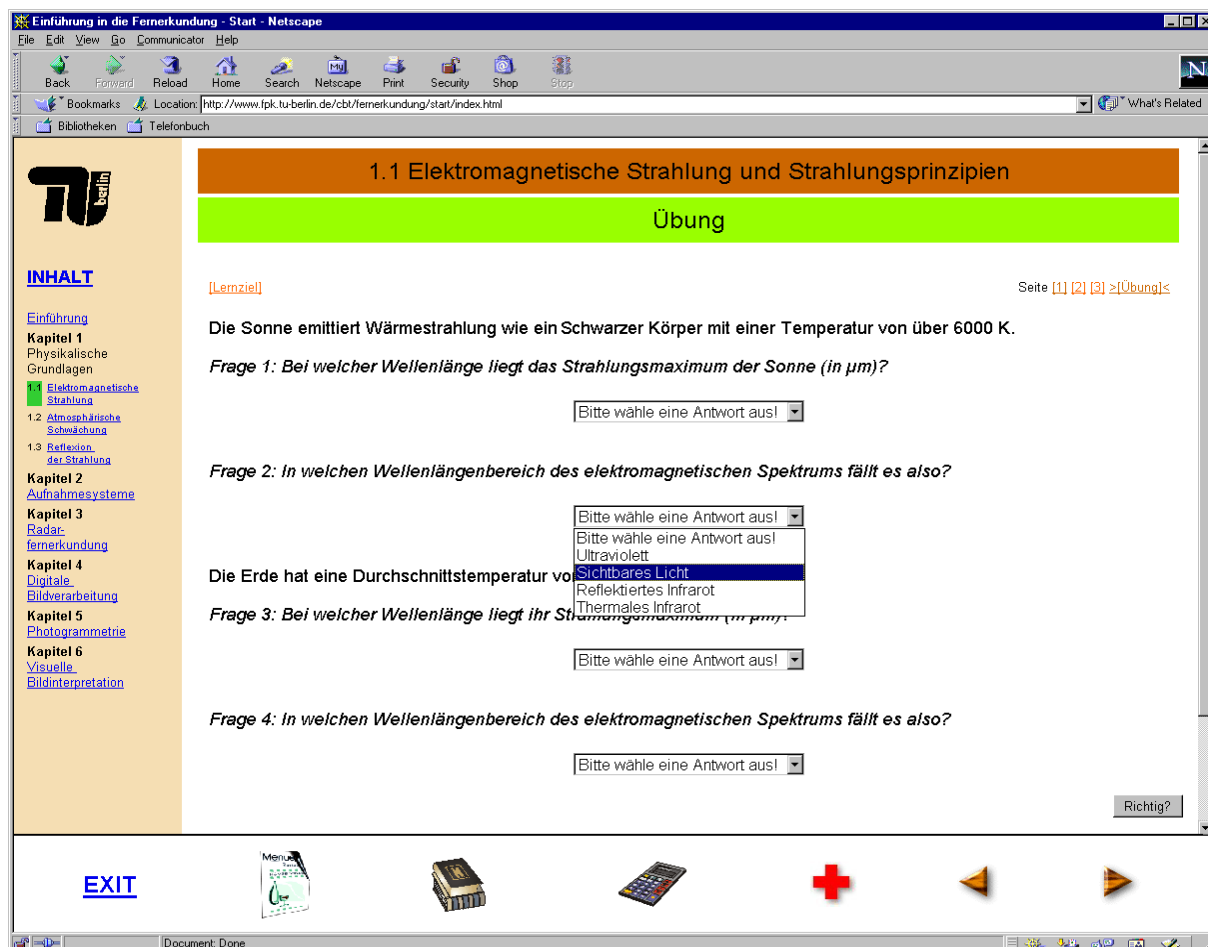 Einführung in die Fernerkundung - Start - Netscape
File Edit View Go Communicator Help
Back Forward Reload Home Search Netscape Print Security Shop Stop
Bookmarks Location: http://www.fpk.tu-berlin.de/cbt/fernerkundung/start/index.html What's Related
Bibliotheken Telefonbuch
berlin
INHALT
Einführung
Kapitel 1
Physikalische
Grundlagen
1.1 Elektromagnetische
Strahlung
1.2 Atmosphärische
Schwächung
1.3 Reflexion
der Strahlung
Kapitel 2
Aufnahmesysteme
Kapitel 3
Radar-
fernerkundung
Kapitel 4
Digitale
Bildverarbeitung
Kapitel 5
Photogrammetrie
Kapitel 6
Visuelle
Bildinterpretation
1.1 Elektromagnetische Strahlung und Strahlungsprinzipien
Übung
[Lernziel] Seite [1] [2] [3] >[Übung]<
Die Sonne emittiert Wärmestrahlung wie ein Schwarzer Körper mit einer Temperatur von über 6000 K.
Frage 1: Bei welcher Wellenlänge liegt das Strahlungsmaximum der Sonne (in µm)?
Bitte wähle eine Antwort aus!
Frage 2: In welchen Wellenlängenbereich des elektromagnetischen Spektrums fällt es also?
Bitte wähle eine Antwort aus!
Bitte wähle eine Antwort aus!
Ultraviolett
Sichtbares Licht
Reflektiertes Infrarot
Thermales Infrarot
Die Erde hat eine Durchschnittstemperatur
Frage 3: Bei welcher Wellenlänge liegt ihr Strahlungsmaximum (in µm)?
Bitte wähle eine Antwort aus!
Frage 4: In welchen Wellenlängenbereich des elektromagnetischen Spektrums fällt es also?
Bitte wähle eine Antwort aus!
Richtig?
EXIT
Menue
Document: Done